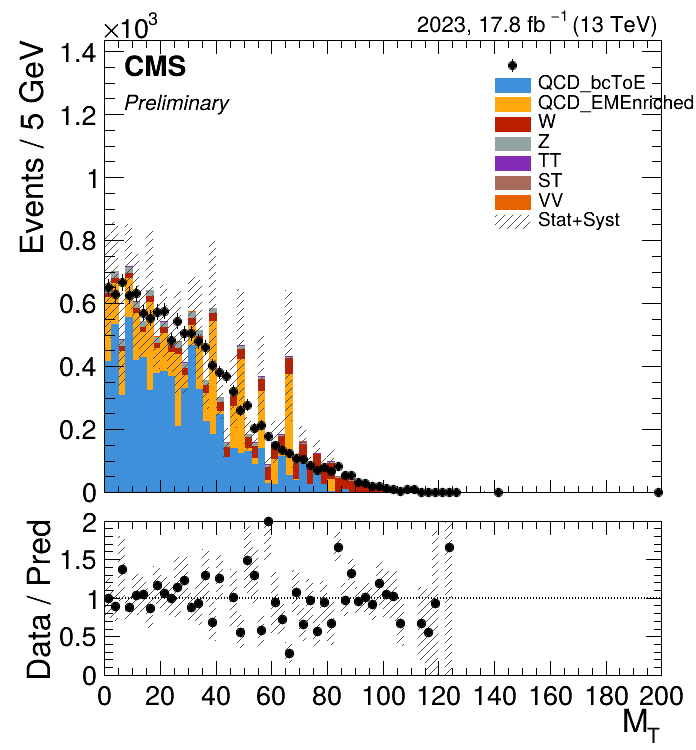 ×10³
2023, 17.8 fb⁻¹ (13 TeV)
CMS
Preliminary
QCD_bcToE
QCD_EMEnriched
W
Z
TT
ST
VV
Stat+Syst
Events / 5 GeV
1.4
1.2
1
0.8
0.6
0.4
0.2
0
Data / Pred
2
1.5
1
0.5
0
0 20 40 60 80 100 120 140 160 180 200
M_T